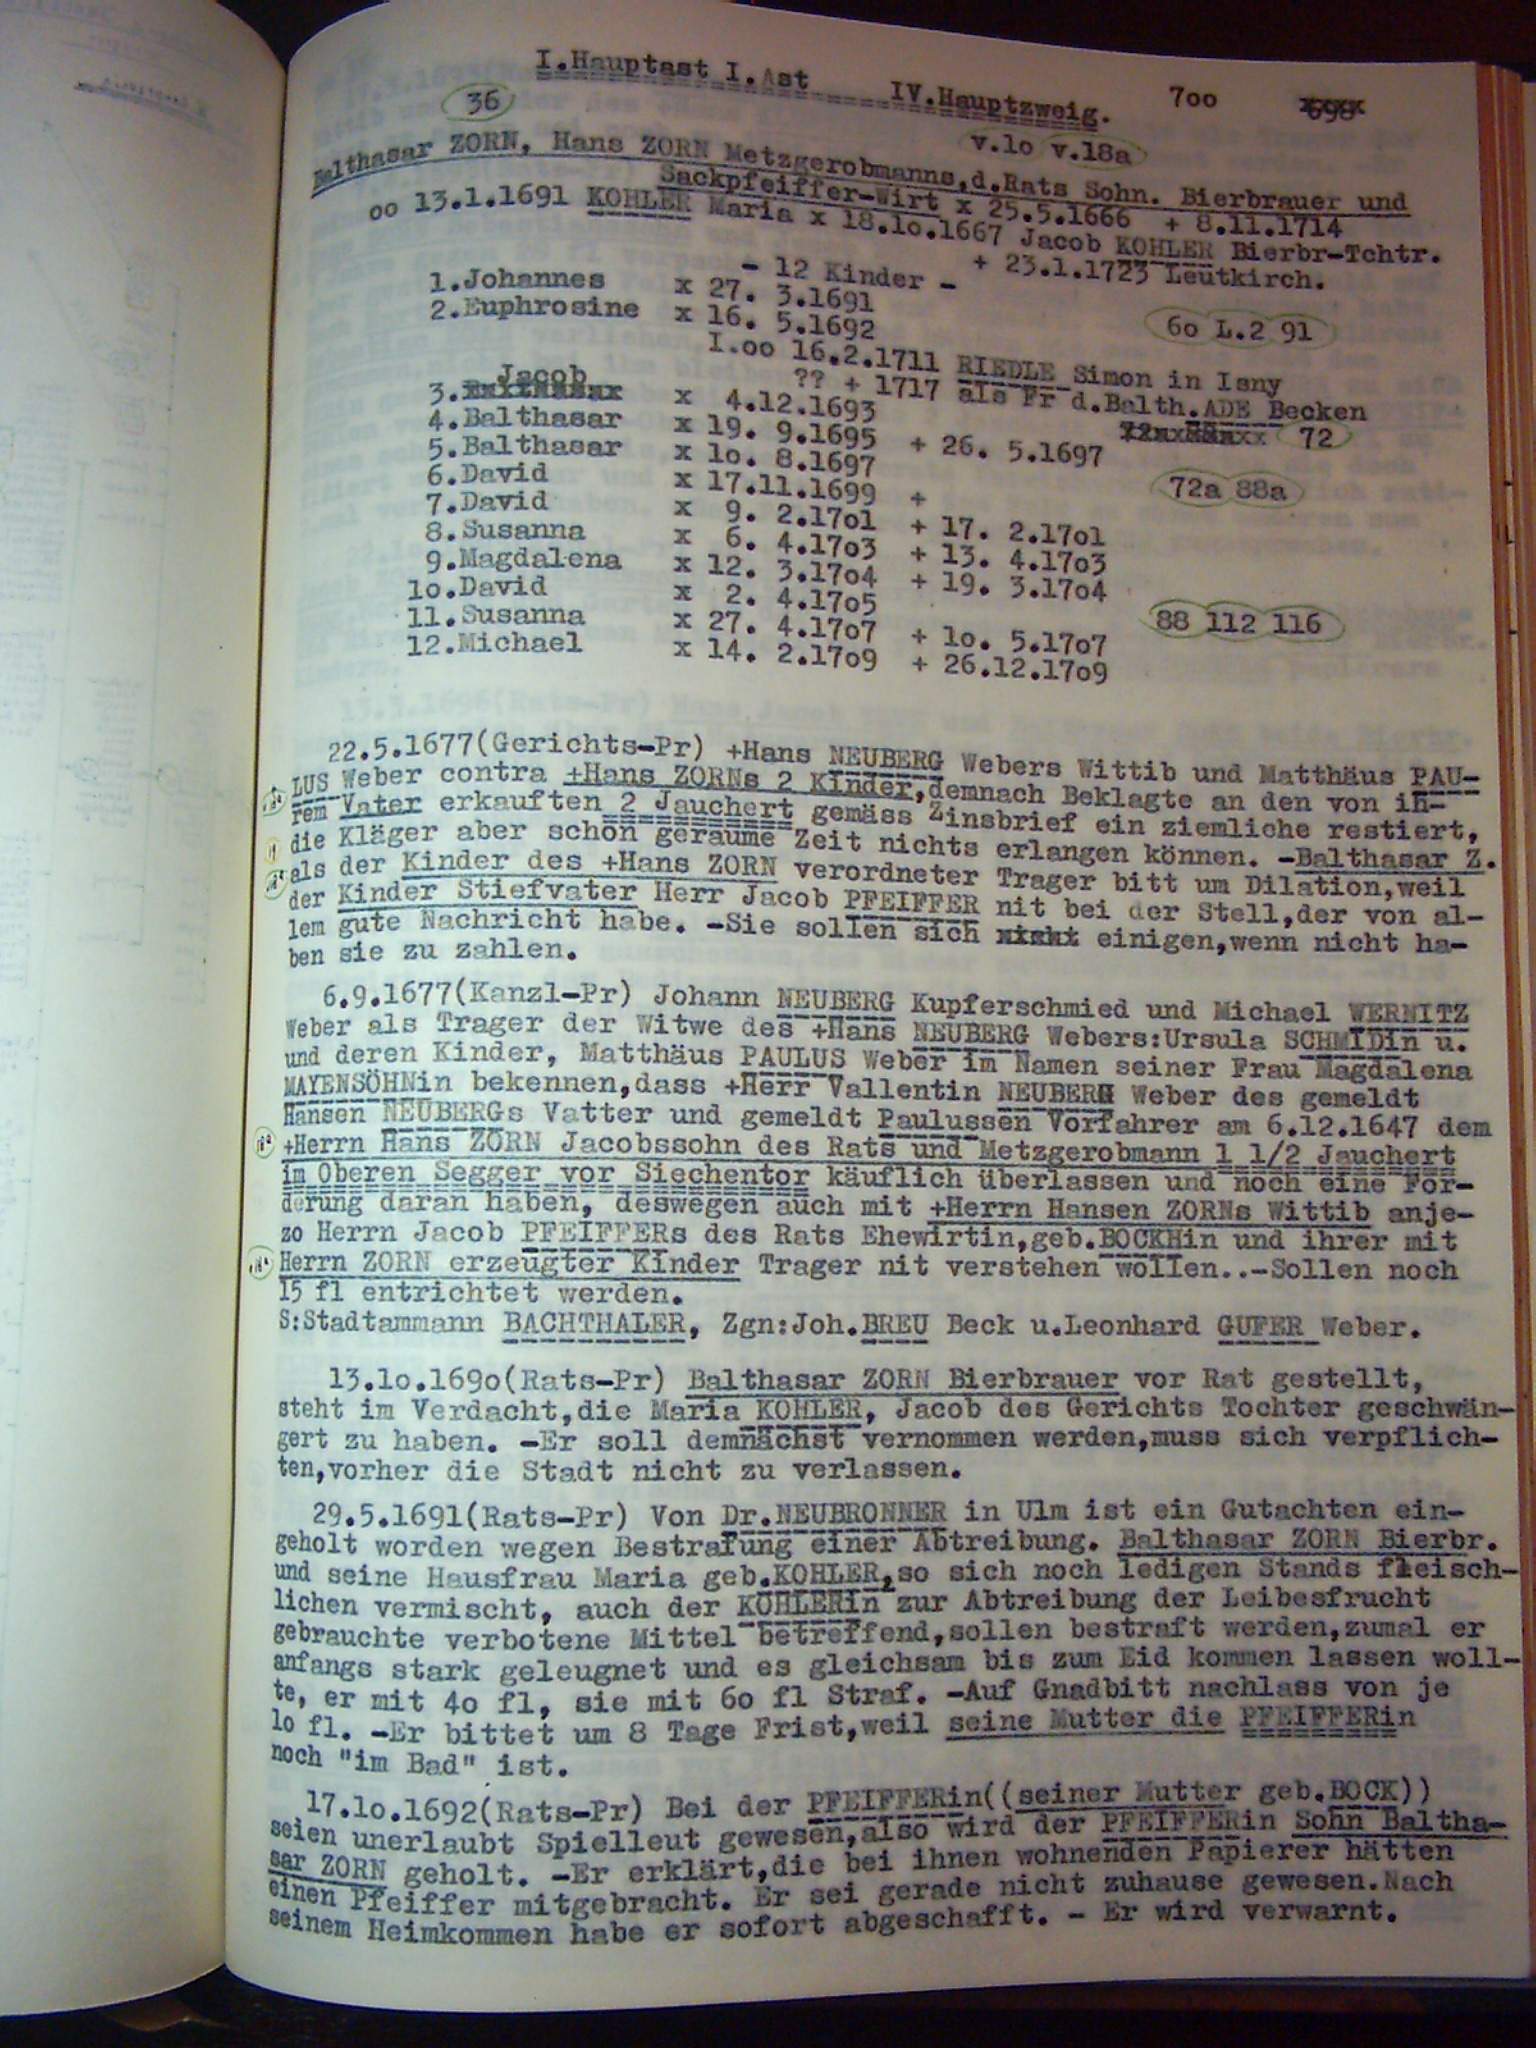 I.Hauptast I.Ast IV.Hauptzweig. 700 698
36 v.1o v.18a
Balthasar ZORN, Hans ZORN Metzgerobmanns,d.Rats Sohn. Bierbrauer und
Sackpfeiffer-Wirt x 25.5.1666 + 8.11.1714
oo 13.1.1691 KOHLER Maria x 18.1o.1667 Jacob KOHLER Bierbr-Tchtr.
- 12 Kinder - + 23.1.1723 Leutkirch.
1.Johannes x 27. 3.1691
2.Euphrosine x 16. 5.1692 6o L.2 91
I.oo 16.2.1711 RIEDLE Simon in Isny
?? + 1717 als Fr d.Balth.ADE Becken
3.Jacob x 4.12.1693 72
4.Balthasar x 19. 9.1695 + 26. 5.1697
5.Balthasar x 1o. 8.1697 72a 88a
6.David x 17.11.1699 +
7.David x 9. 2.17o1 + 17. 2.17o1
8.Susanna x 6. 4.17o3 + 13. 4.17o3
9.Magdalena x 12. 3.17o4 + 19. 3.17o4
1o.David x 2. 4.17o5 88 112 116
11.Susanna x 27. 4.17o7 + 1o. 5.17o7
12.Michael x 14. 2.17o9 + 26.12.17o9
22.5.1677(Gerichts-Pr) +Hans NEUBERG Webers Wittib und Matthäus PAU-
LUS Weber contra +Hans ZORNs 2 Kinder,demnach Beklagte an den von ih-
rem Vater erkauften 2 Jauchert gemäss Zinsbrief ein ziemliche restiert,
die Kläger aber schon geraume Zeit nichts erlangen können. -Balthasar Z.
als der Kinder des +Hans ZORN verordneter Trager bitt um Dilation,weil
der Kinder Stiefvater Herr Jacob PFEIFFER nit bei der Stell,der von al-
lem gute Nachricht habe. -Sie sollen sich einigen,wenn nicht ha-
ben sie zu zahlen.
6.9.1677(Kanzl-Pr) Johann NEUBERG Kupferschmied und Michael WERNITZ
Weber als Trager der Witwe des +Hans NEUBERG Webers:Ursula SCHMIDin u.
und deren Kinder, Matthäus PAULUS Weber im Namen seiner Frau Magdalena
MAYENSÖHNin bekennen,dass +Herr Vallentin NEUBERG Weber des gemeldt
Hansen NEUBERGs Vatter und gemeldt Paulussen Vorfahrer am 6.12.1647 dem
+Herrn Hans ZORN Jacobssohn des Rats und Metzgerobmann 1 1/2 Jauchert
im Oberen Segger vor Siechentor käuflich überlassen und noch eine For-
derung daran haben, deswegen auch mit +Herrn Hansen ZORNs Wittib anje-
zo Herrn Jacob PFEIFFERs des Rats Ehewirtin,geb.BOCKHin und ihrer mit
Herrn ZORN erzeugter Kinder Trager nit verstehen wollen..-Sollen noch
15 fl entrichtet werden.
S:Stadtammann BACHTHALER, Zgn:Joh.BREU Beck u.Leonhard GUFER Weber.
13.1o.169o(Rats-Pr) Balthasar ZORN Bierbrauer vor Rat gestellt,
steht im Verdacht,die Maria KOHLER, Jacob des Gerichts Tochter geschwän-
gert zu haben. -Er soll demnächst vernommen werden,muss sich verpflich-
ten,vorher die Stadt nicht zu verlassen.
29.5.1691(Rats-Pr) Von Dr.NEUBRONNER in Ulm ist ein Gutachten ein-
geholt worden wegen Bestrafung einer Abtreibung. Balthasar ZORN Bierbr.
und seine Hausfrau Maria geb.KOHLER,so sich noch ledigen Stands fleisch-
lichen vermischt, auch der KOHLERin zur Abtreibung der Leibesfrucht
gebrauchte verbotene Mittel betreffend,sollen bestraft werden,zumal er
anfangs stark geleugnet und es gleichsam bis zum Eid kommen lassen woll-
te, er mit 4o fl, sie mit 6o fl Straf. -Auf Gnadbitt nachlass von je
1o fl. -Er bittet um 8 Tage Frist,weil seine Mutter die PFEIFFERin
noch "im Bad" ist.
17.1o.1692(Rats-Pr) Bei der PFEIFFERin((seiner Mutter geb.BOCK))
seien unerlaubt Spielleut gewesen,also wird der PFEIFFERin Sohn Baltha-
sar ZORN geholt. -Er erklärt,die bei ihnen wohnenden Papierer hätten
einen Pfeiffer mitgebracht. Er sei gerade nicht zuhause gewesen.Nach
seinem Heimkommen habe er sofort abgeschafft. - Er wird verwarnt.